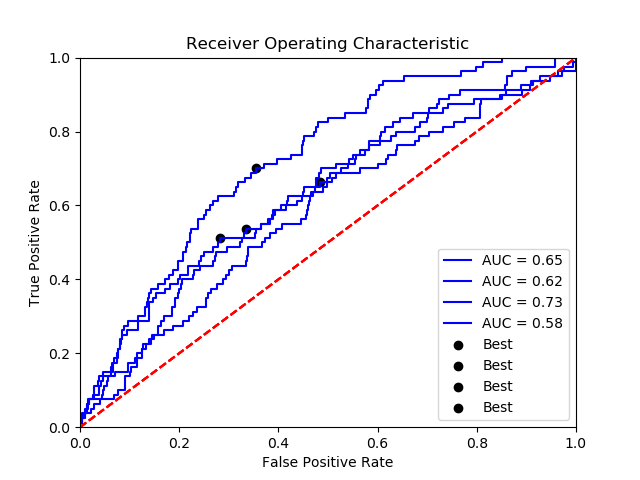 Receiver Operating Characteristic
1.0
0.8
0.6
0.4
0.2
0.0
True Positive Rate
AUC = 0.65
AUC = 0.62
AUC = 0.73
AUC = 0.58
Best
Best
Best
Best
0.0 0.2 0.4 0.6 0.8 1.0
False Positive Rate